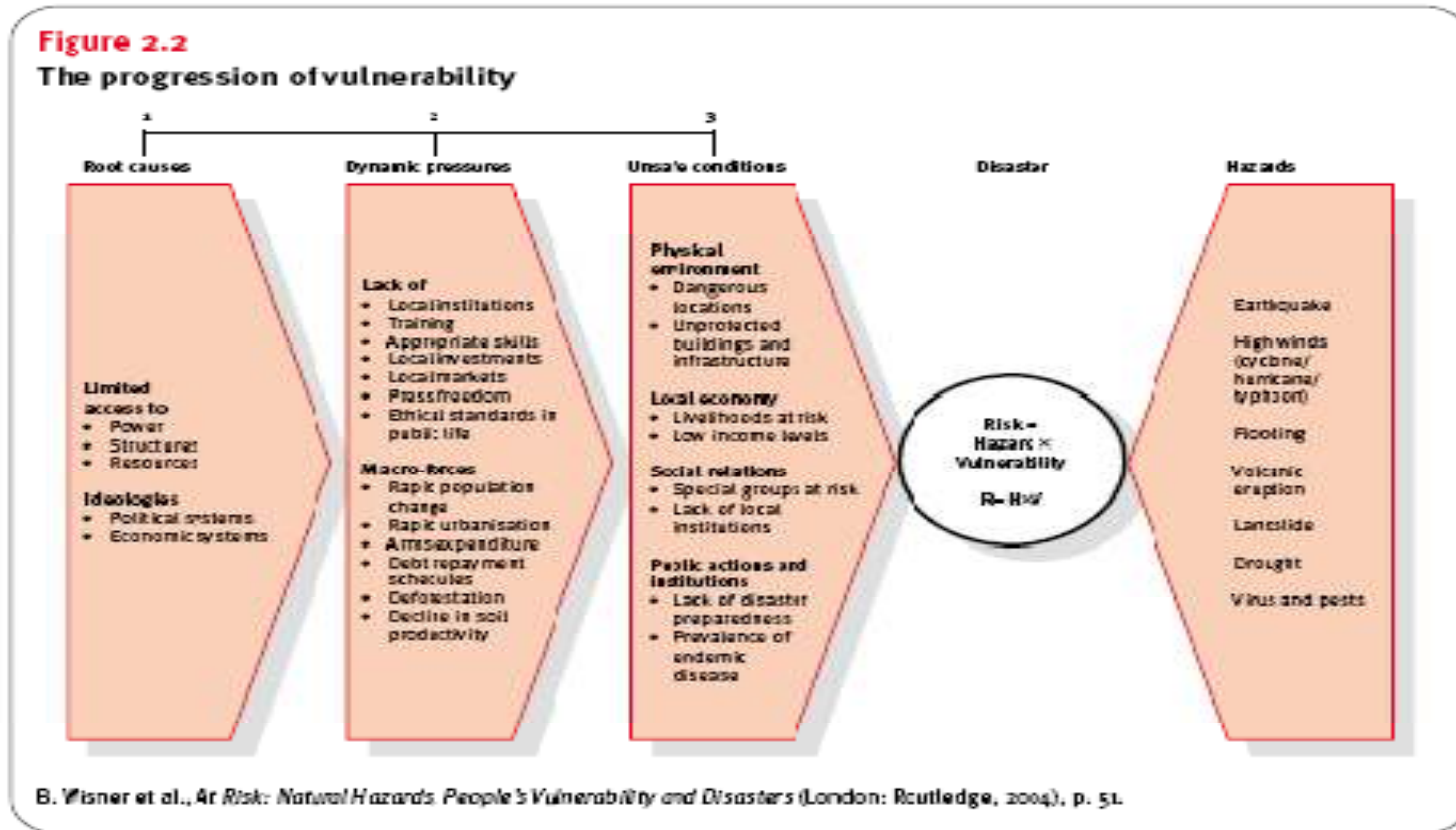 Figure 2.2
The progression of vulnerability
1
2
3
Root causes
Dynamic pressures
Unsafe conditions
Disaster
Hazards
Limited
access to
• Power
• Structures
• Resources
Ideologies
• Political systems
• Economic systems
Lack of
• Local institutions
• Training
• Appropriate skills
• Local investments
• Local markets
• Press freedom
• Ethical standards in
public life
Macro-forces
• Rapid population
change
• Rapid urbanisation
• Arms expenditure
• Debt repayment
schedules
• Deforestation
• Decline in soil
productivity
Physical
environment
• Dangerous
locations
• Unprotected
buildings and
infrastructure
Local economy
• Livelihoods at risk
• Low income levels
Social relations
• Special groups at risk
• Lack of local
institutions
Public actions and
institutions
• Lack of disaster
preparedness
• Prevalence of
endemic
disease
Risk =
Hazard ×
Vulnerability
R=H×V
Earthquake
High winds
(cyclone/
hurricane/
typhoon)
Flooting
Volcanic
eruption
Landslide
Drought
Virus and pests
B. Wisner et al., At Risk: Natural Hazards, People's Vulnerability and Disasters (London: Routledge, 2004), p. 51.